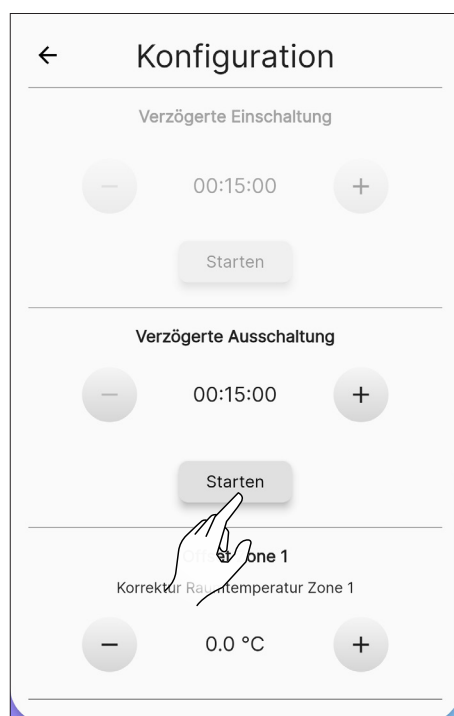 Konfiguration
Verzögerte Einschaltung
00:15:00
Starten
Verzögerte Ausschaltung
00:15:00
Starten
Zone 1
Korrektur Zone 1
0.0 °C